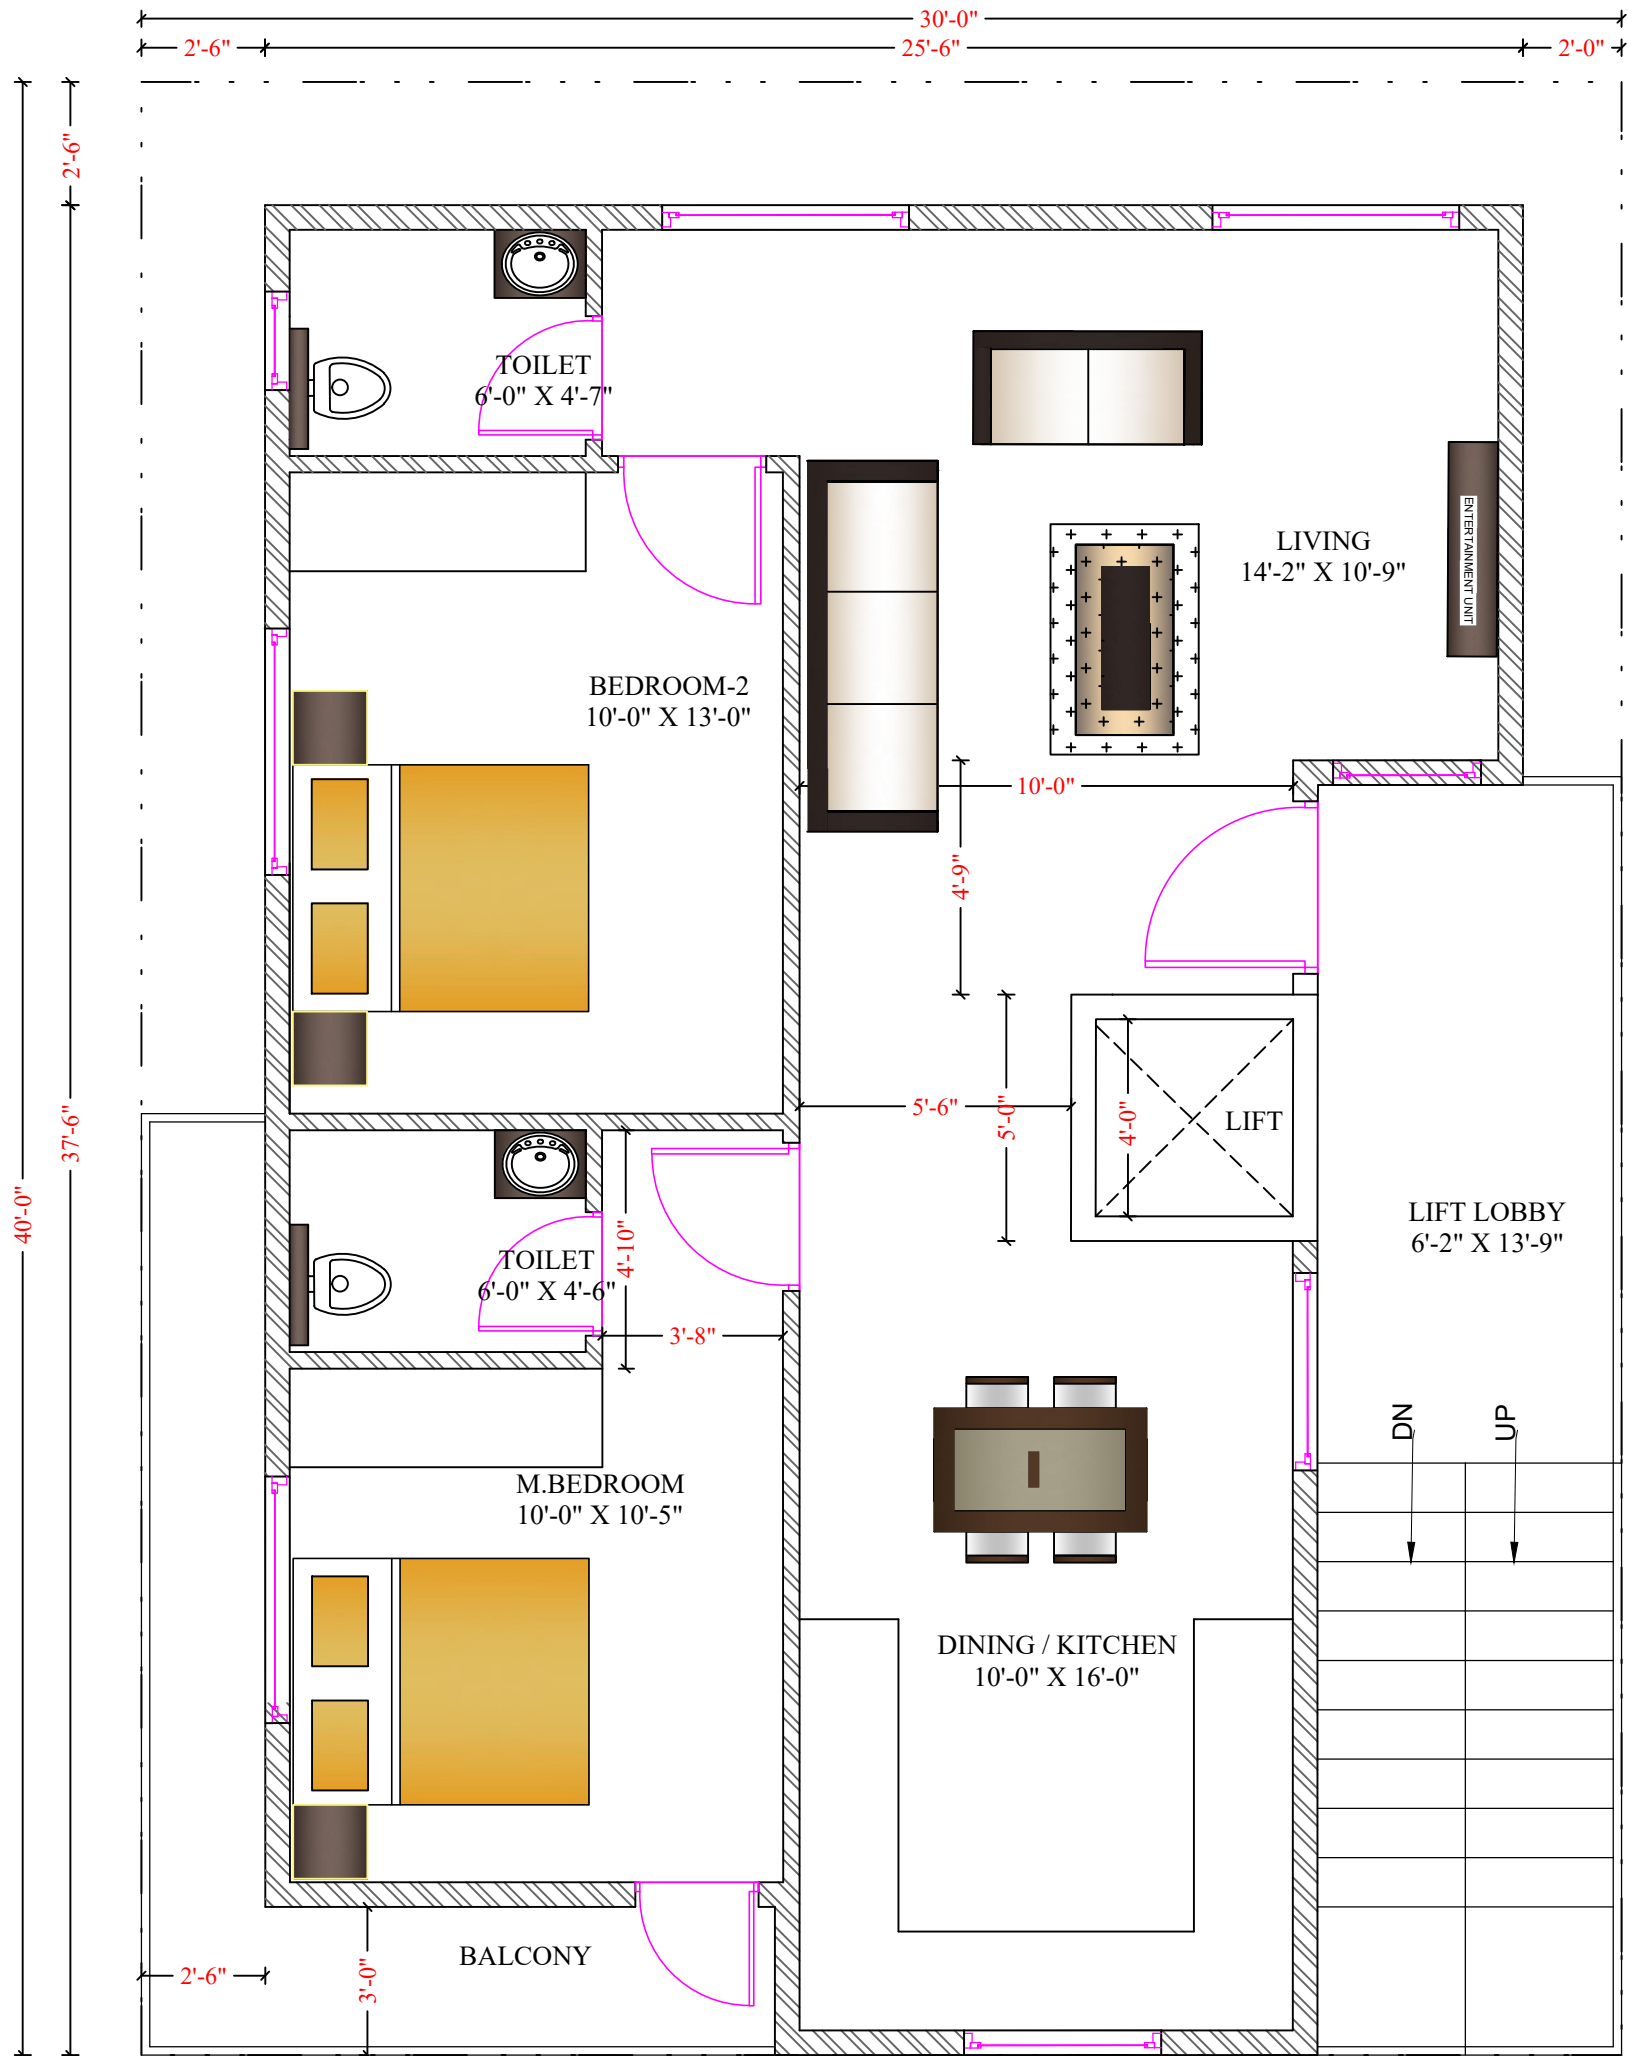 30'-0"
2'-6"
25'-6"
2'-0"
2'-6"
TOILET
6'-0" X 4'-7"
ENTERTAINMENT UNIT
LIVING
14'-2" X 10'-9"
BEDROOM-2
10'-0" X 13'-0"
10'-0"
4'-9"
5'-6"
5'-0"
4'-0"
LIFT
37'-6"
40'-0"
LIFT LOBBY
6'-2" X 13'-9"
TOILET
6'-0" X 4'-6"
4'-10"
3'-8"
DN
UP
M.BEDROOM
10'-0" X 10'-5"
DINING / KITCHEN
10'-0" X 16'-0"
BALCONY
2'-6"
3'-0"